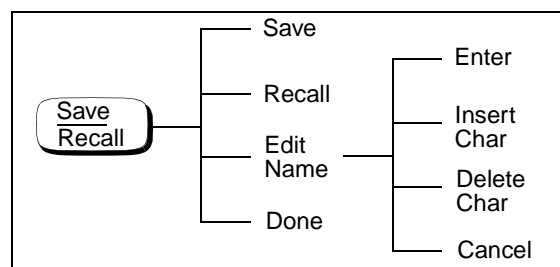 Save
Recall
Save
Recall
Edit
Name
Done
Enter
Insert
Char
Delete
Char
Cancel